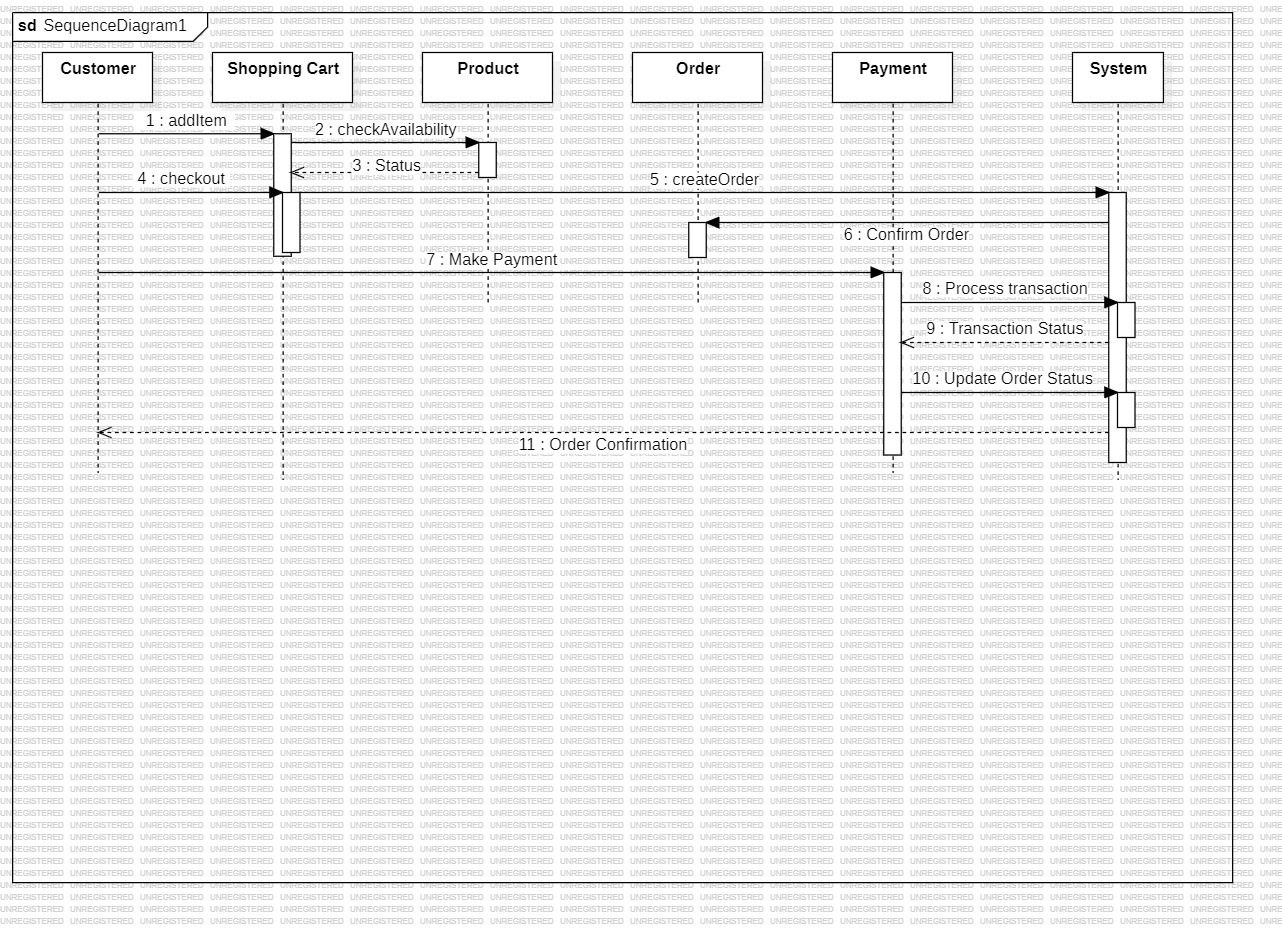 sd SequenceDiagram1
Customer
Shopping Cart
Product
Order
Payment
System
1 : addItem
2 : checkAvailability
3 : Status
4 : checkout
5 : createOrder
6 : Confirm Order
7 : Make Payment
8 : Process transaction
9 : Transaction Status
10 : Update Order Status
11 : Order Confirmation
UNREGISTERED